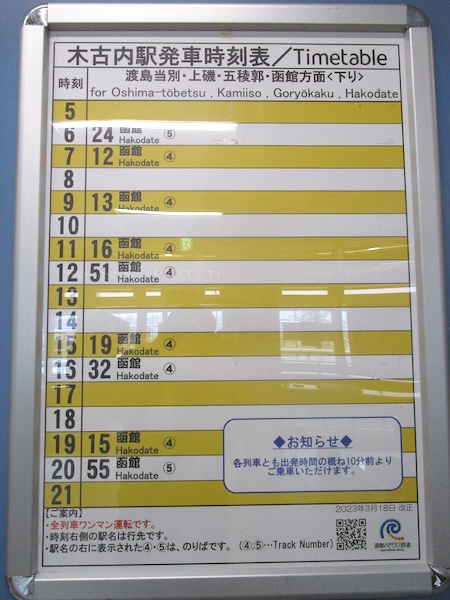 木古内駅発車時刻表／Timetable
時刻
渡島当別・上磯・五稜郭・函館方面<下り>
for Oshima-tōbetsu , Kamiiso , Goryōkaku , Hakodate
5
6 24 函館 Hakodate ⑤
7 12 函館 Hakodate ④
8
9 13 函館 Hakodate ④
10
11 16 函館 Hakodate ④
12 51 函館 Hakodate ④
13
14
15 19 函館 Hakodate ④
16 32 函館 Hakodate ④
17
18
19 15 函館 Hakodate ④
20 55 函館 Hakodate ⑤
21
◆お知らせ◆
各列車とも出発時間の概ね10分前より
ご乗車いただけます。
2023年3月18日 改正
【ご案内】
・全列車ワンマン運転です。
・時刻右側の駅名は行先です。
・駅名の右に表示された④・⑤は、のりばです。 (④⑤…Track Number)
道南いさりび鉄道